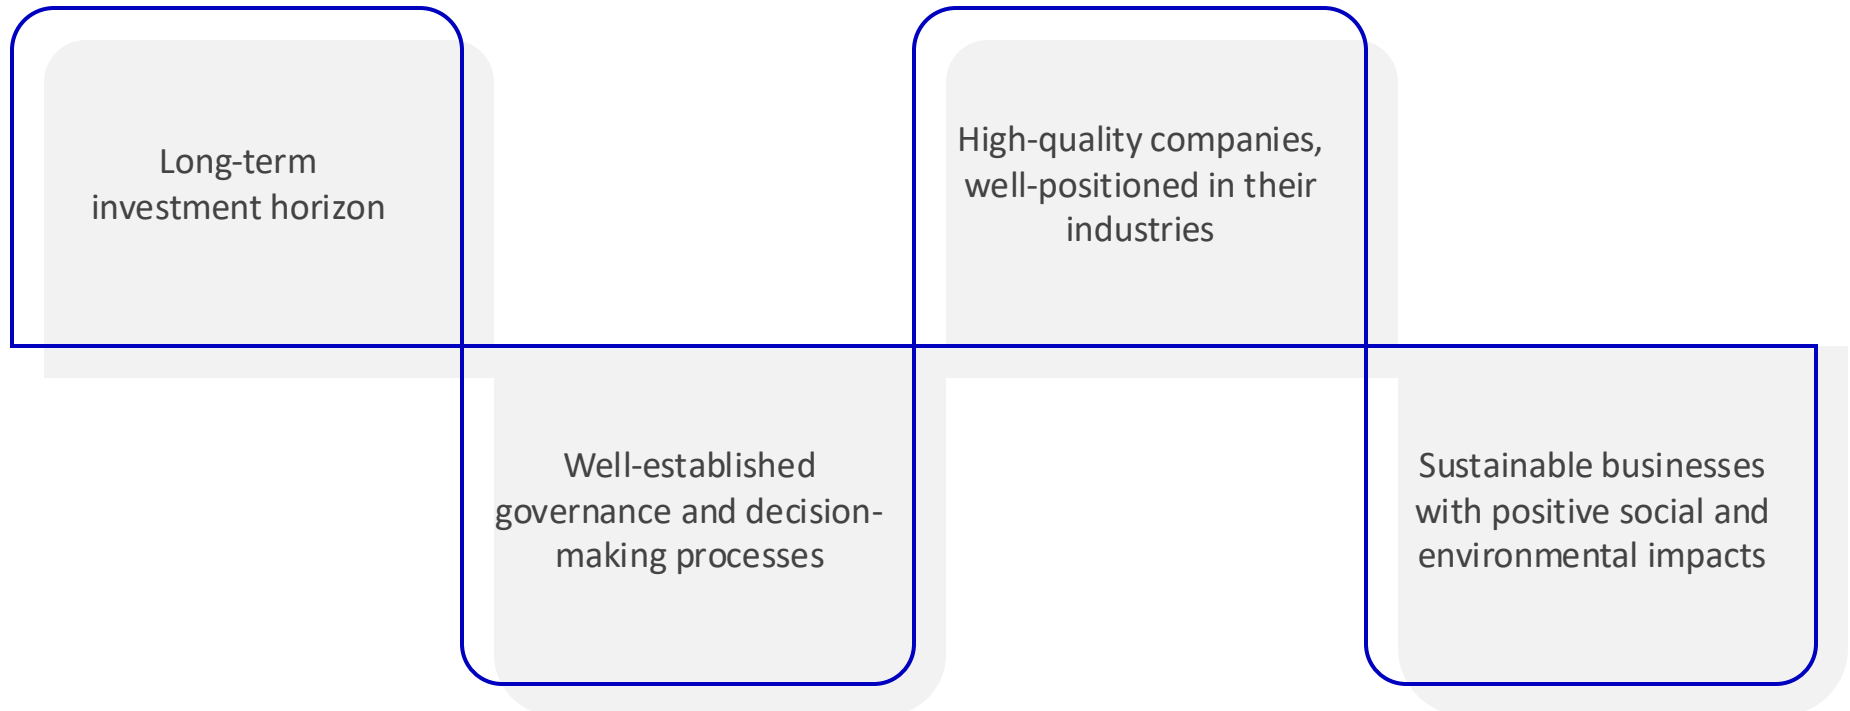 Long-term
investment horizon
Well-established
governance and decision-
making processes
High-quality companies,
well-positioned in their
industries
Sustainable businesses
with positive social and
environmental impacts